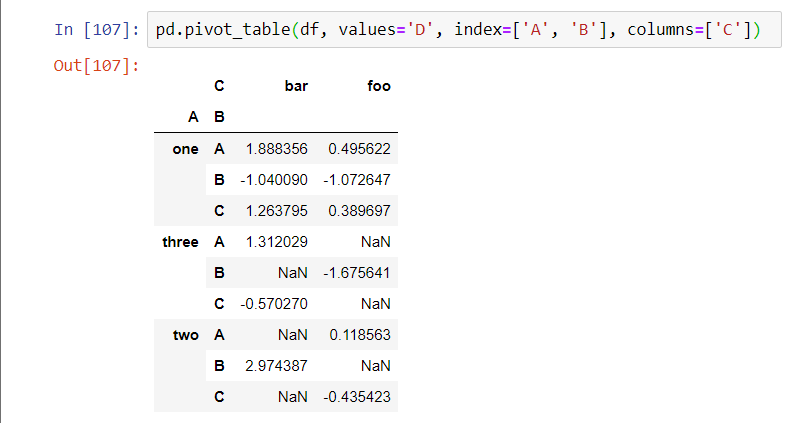 In [107]: pd.pivot_table(df, values='D', index=['A', 'B'], columns=['C'])
Out[107]:
C bar foo
A B
one A 1.888356 0.495622
B -1.040090 -1.072647
C 1.263795 0.389697
three A 1.312029 NaN
B NaN -1.675641
C -0.570270 NaN
two A NaN 0.118563
B 2.974387 NaN
C NaN -0.435423